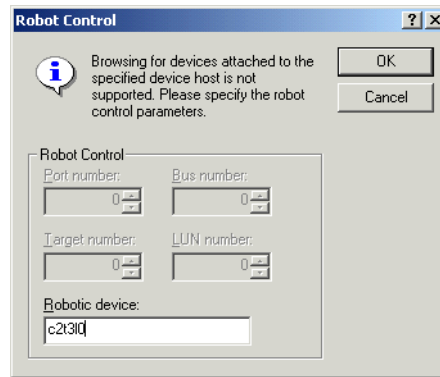 Robot Control
Browsing for devices attached to the
specified device host is not
supported. Please specify the robot
control parameters.
OK
Cancel
Robot Control
Port number:
Bus number:
0
0
Target number:
LUN number:
0
0
Robotic device:
c2t3l0